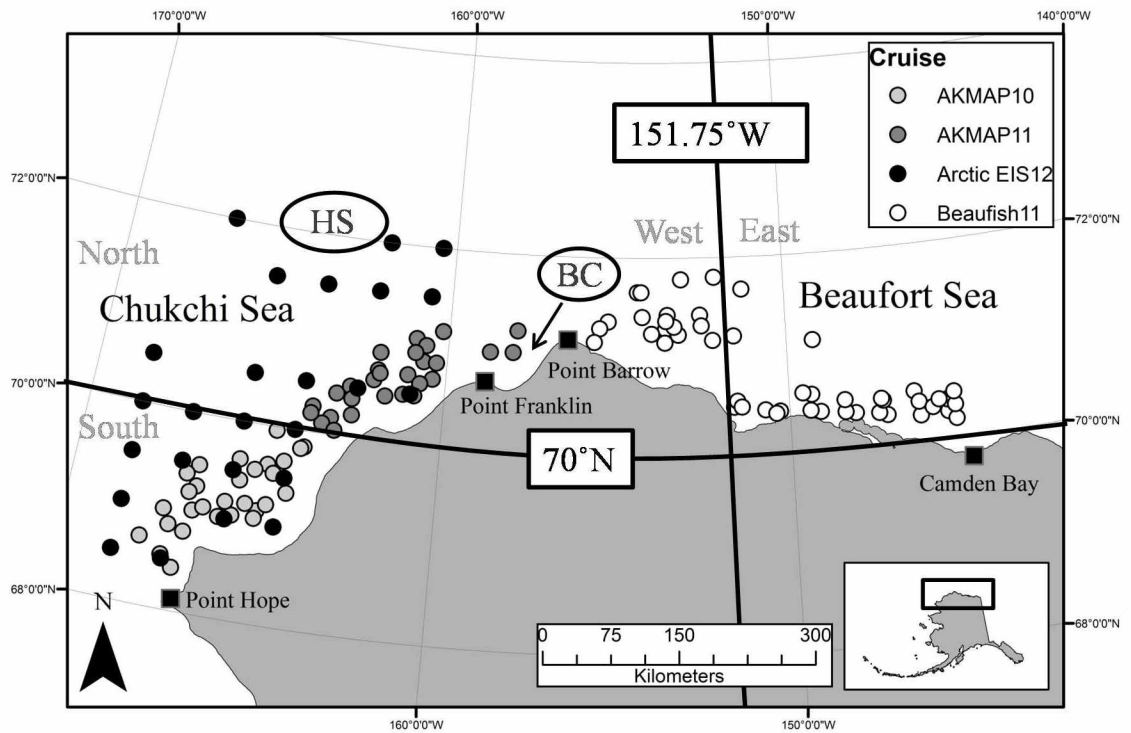 170°0'0"W 160°0'0"W 150°0'0"W 140°0'0"W
Cruise
AKMAP10
AKMAP11
Arctic EIS12
Beaufish11
151.75°W
72°0'0"N
72°0'0"N
HS
North
West East
BC
Chukchi Sea
Beaufort Sea
Point Barrow
70°0'0"N
Point Franklin
70°0'0"N
South
70°N
Camden Bay
68°0'0"N
N
Point Hope
68°0'0"N
0 75 150 300
Kilometers
160°0'0"W 150°0'0"W